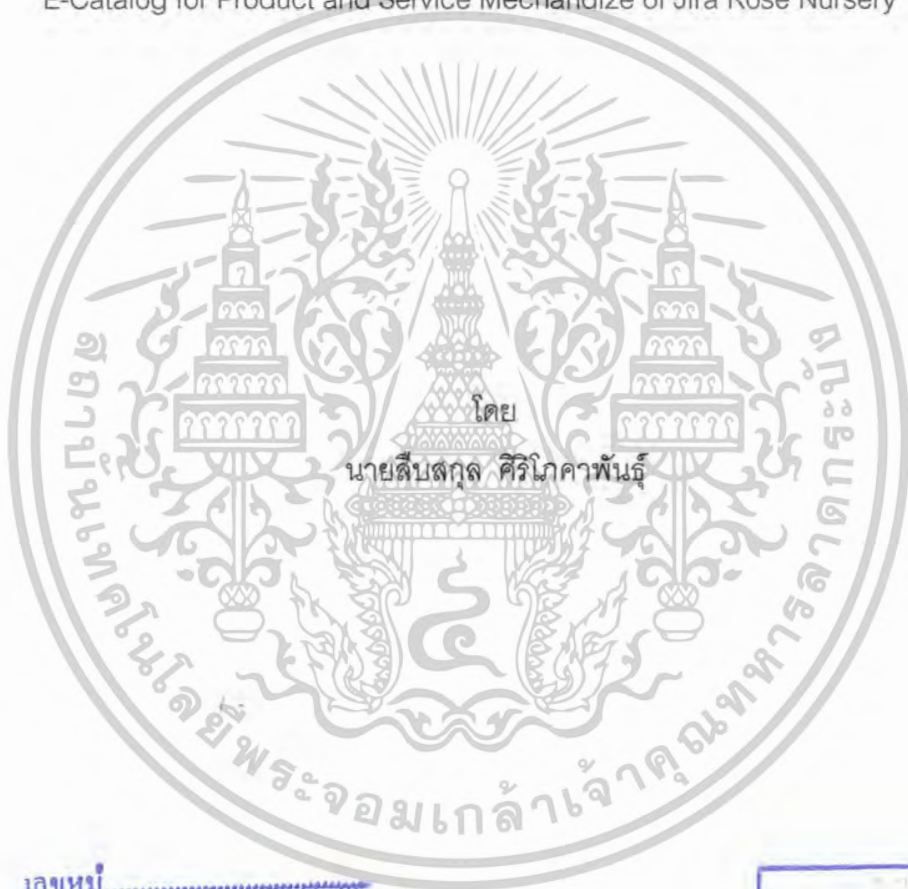 E-Catalog for Product and Service Mechandize of Jira Rose Nursery
โดย
นายสืบสกุล ศิริโภคาพันธุ์
สถาบันเทคโนโลยีพระจอมเกล้าเจ้าคุณทหารลาดกระบัง
เลขหมู่